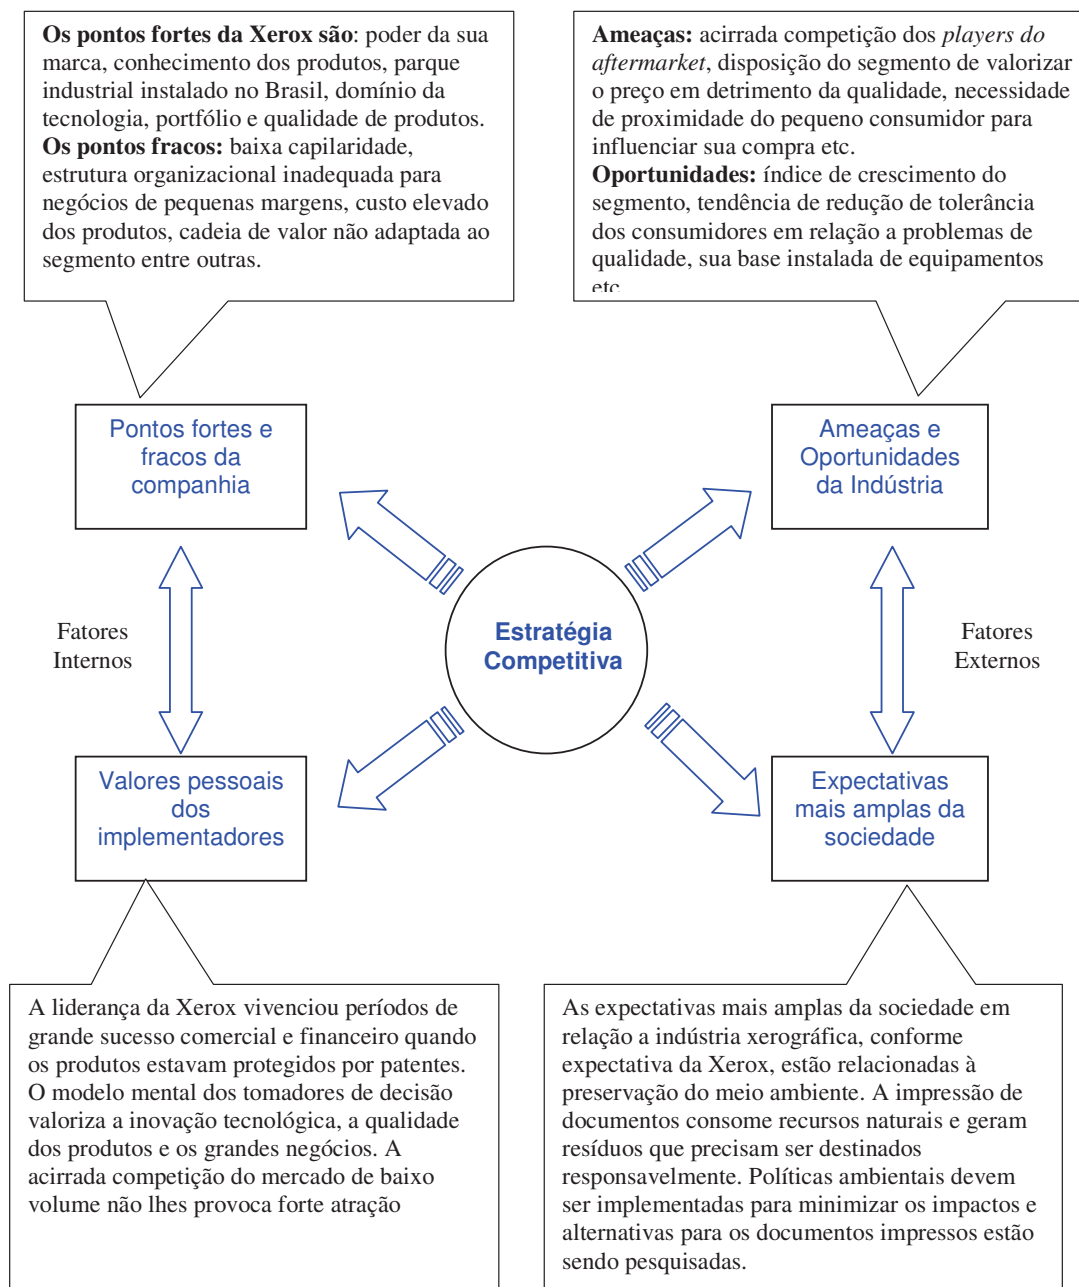 Os pontos fortes da Xerox são: poder da sua
marca, conhecimento dos produtos, parque
industrial instalado no Brasil, domínio da
tecnologia, portfólio e qualidade de produtos.
Os pontos fracos: baixa capilaridade,
estrutura organizacional inadequada para
negócios de pequenas margens, custo elevado
dos produtos, cadeia de valor não adaptada ao
segmento entre outras.
Ameaças: acirrada competição dos players do
aftermarket, disposição do segmento de valorizar
o preço em detrimento da qualidade, necessidade
de proximidade do pequeno consumidor para
influenciar sua compra etc.
Oportunidades: índice de crescimento do
segmento, tendência de redução de tolerância
dos consumidores em relação a problemas de
qualidade, sua base instalada de equipamentos
etc
Pontos fortes e
fracos da
companhia
Ameaças e
Oportunidades
da Indústria
Fatores
Internos
Estratégia
Competitiva
Fatores
Externos
Valores pessoais
dos
implementadores
Expectativas
mais amplas da
sociedade
A liderança da Xerox vivenciou períodos de
grande sucesso comercial e financeiro quando
os produtos estavam protegidos por patentes.
O modelo mental dos tomadores de decisão
valoriza a inovação tecnológica, a qualidade
dos produtos e os grandes negócios. A
acirrada competição do mercado de baixo
volume não lhes provoca forte atração
As expectativas mais amplas da sociedade em
relação a indústria xerográfica, conforme
expectativa da Xerox, estão relacionadas à
preservação do meio ambiente. A impressão de
documentos consome recursos naturais e geram
resíduos que precisam ser destinados
responsavelmente. Políticas ambientais devem
ser implementadas para minimizar os impactos e
alternativas para os documentos impressos estão
sendo pesquisadas.